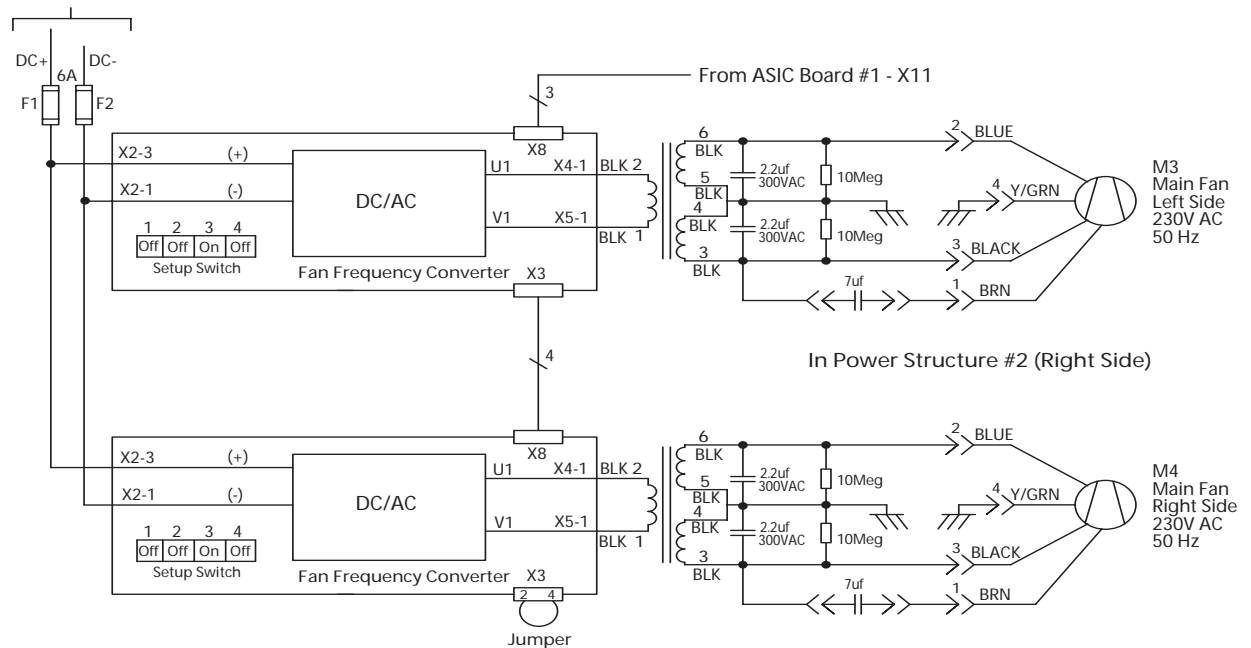 DC+ DC-
6A
F1 F2
From ASIC Board #1 - X11
3
X8
X2-3 (+)
X2-1 (-)
DC/AC
U1 X4-1 BLK 2
V1 X5-1
BLK 1
1 2 3 4
Off Off On Off
Setup Switch
Fan Frequency Converter X3
6
BLK
5
BLK
4
BLK
3
BLK
2.2uf
300VAC
10Meg
2.2uf
300VAC
10Meg
7uf
2 BLUE
4 Y/GRN
3 BLACK
1 BRN
M3
Main Fan
Left Side
230V AC
50 Hz
4
In Power Structure #2 (Right Side)
X8
X2-3 (+)
X2-1 (-)
DC/AC
U1 X4-1 BLK 2
V1 X5-1
BLK 1
1 2 3 4
Off Off On Off
Setup Switch
Fan Frequency Converter X3
2 4
Jumper
6
BLK
5
BLK
4
BLK
3
BLK
2.2uf
300VAC
10Meg
2.2uf
300VAC
10Meg
7uf
2 BLUE
4 Y/GRN
3 BLACK
1 BRN
M4
Main Fan
Right Side
230V AC
50 Hz